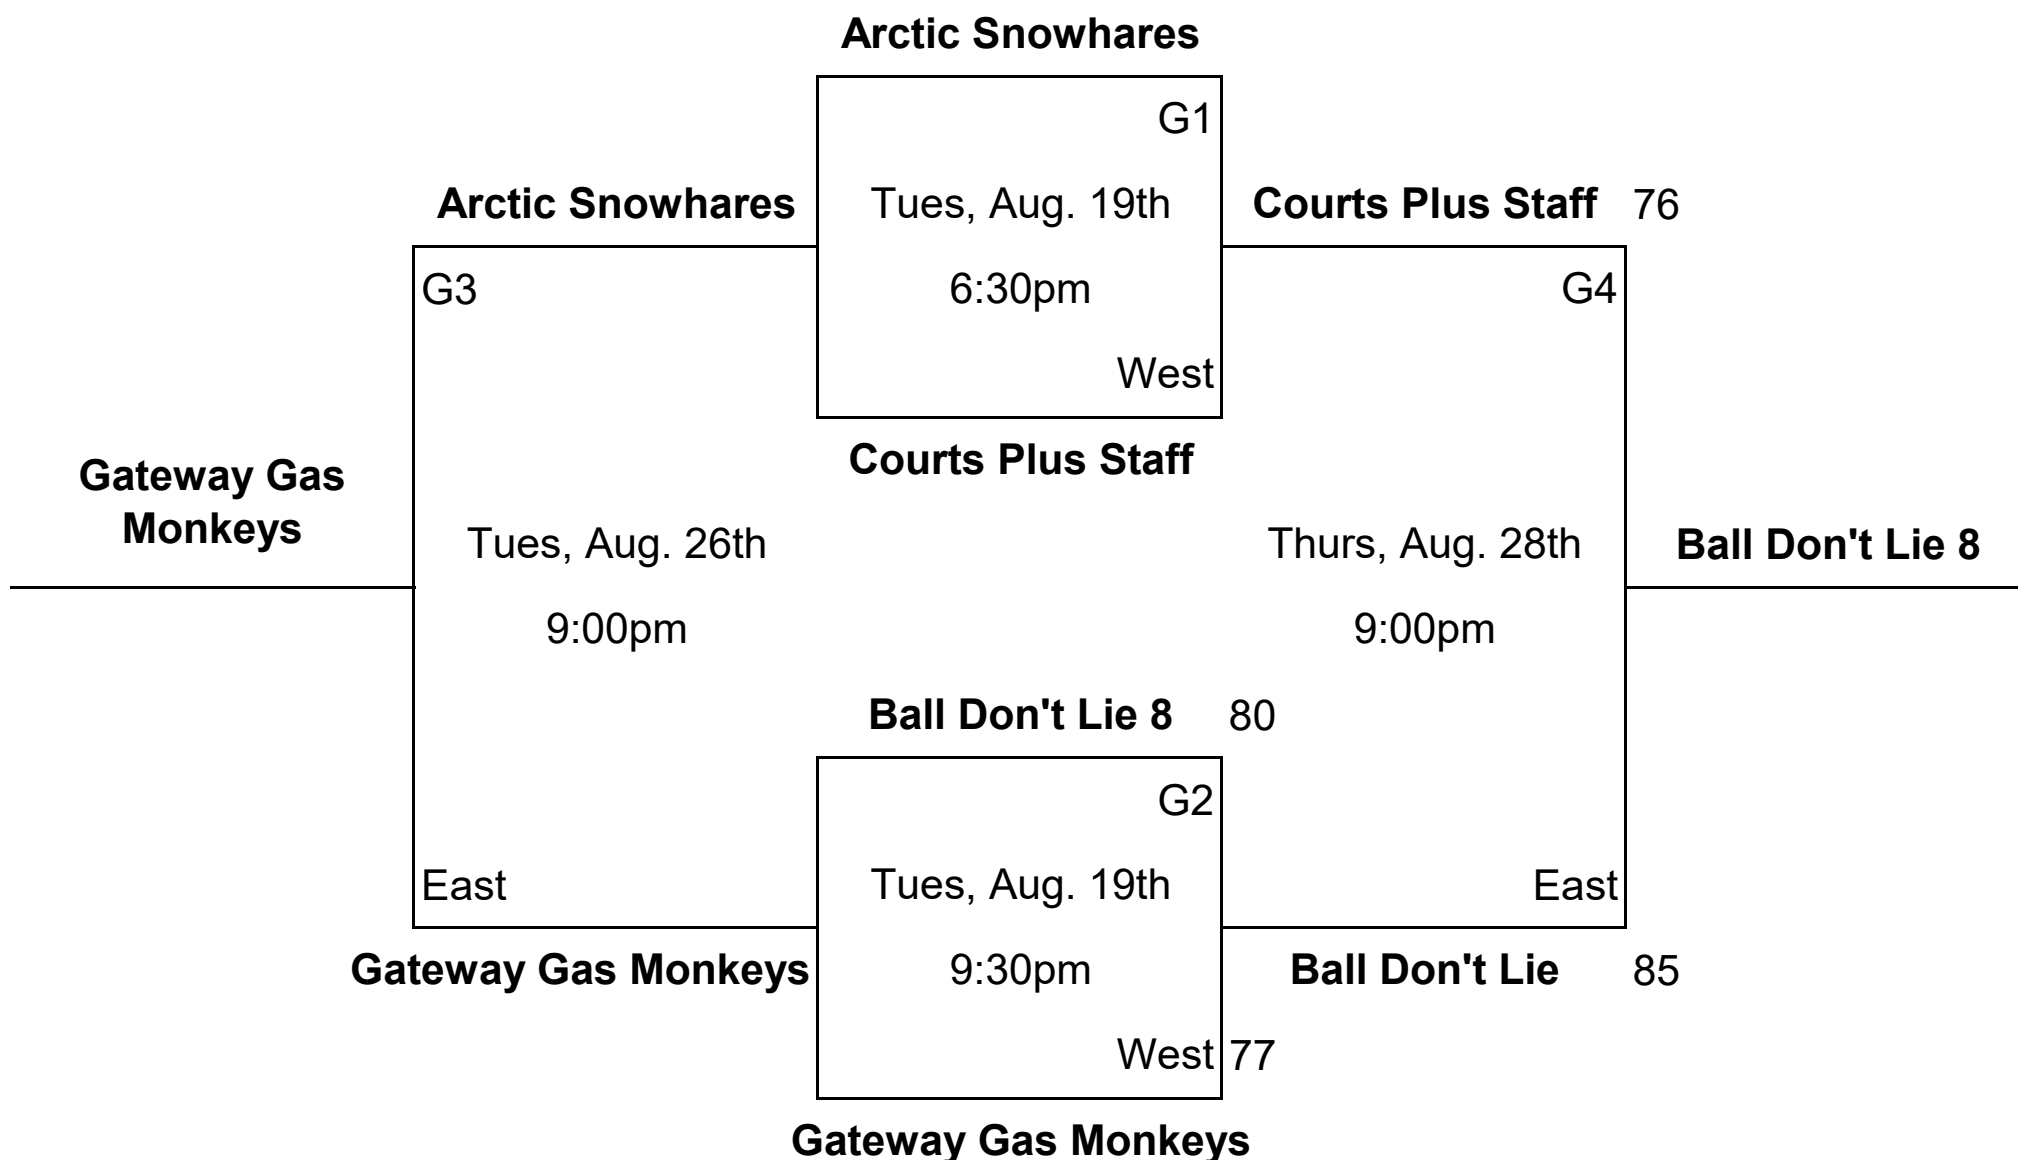 Arctic Snowhares
G1
Arctic Snowhares Tues, Aug. 19th Courts Plus Staff 76
G3 6:30pm G4
West
Courts Plus Staff
Gateway Gas
Monkeys
Tues, Aug. 26th Thurs, Aug. 28th Ball Don't Lie 8
9:00pm 9:00pm
Ball Don't Lie 8 80
G2
East Tues, Aug. 19th East
Gateway Gas Monkeys 9:30pm Ball Don't Lie 85
West 77
Gateway Gas Monkeys